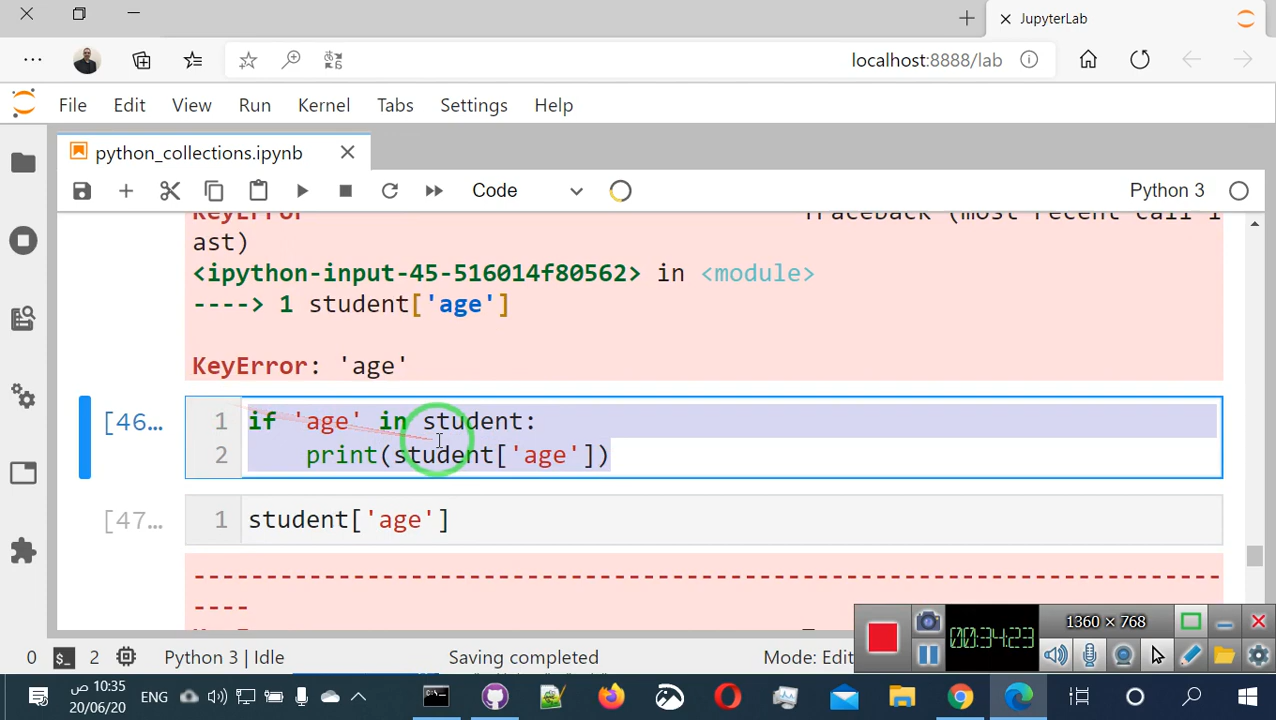 JupyterLab
localhost:8888/lab
File Edit View Run Kernel Tabs Settings Help
python_collections.ipynb
Code Python 3
KeyError Traceback (most recent call l
ast)
<ipython-input-45-516014f80562> in <module>
----> 1 student['age']
KeyError: 'age'
[46... 1 if 'age' in student:
2 print(student['age'])
[47... 1 student['age']
--------------------------------------------------------------------
----
1360 × 768
00:34:23
0 2 Python 3 | Idle Saving completed Mode: Edi
10:35 ص
20/06/20
ENG